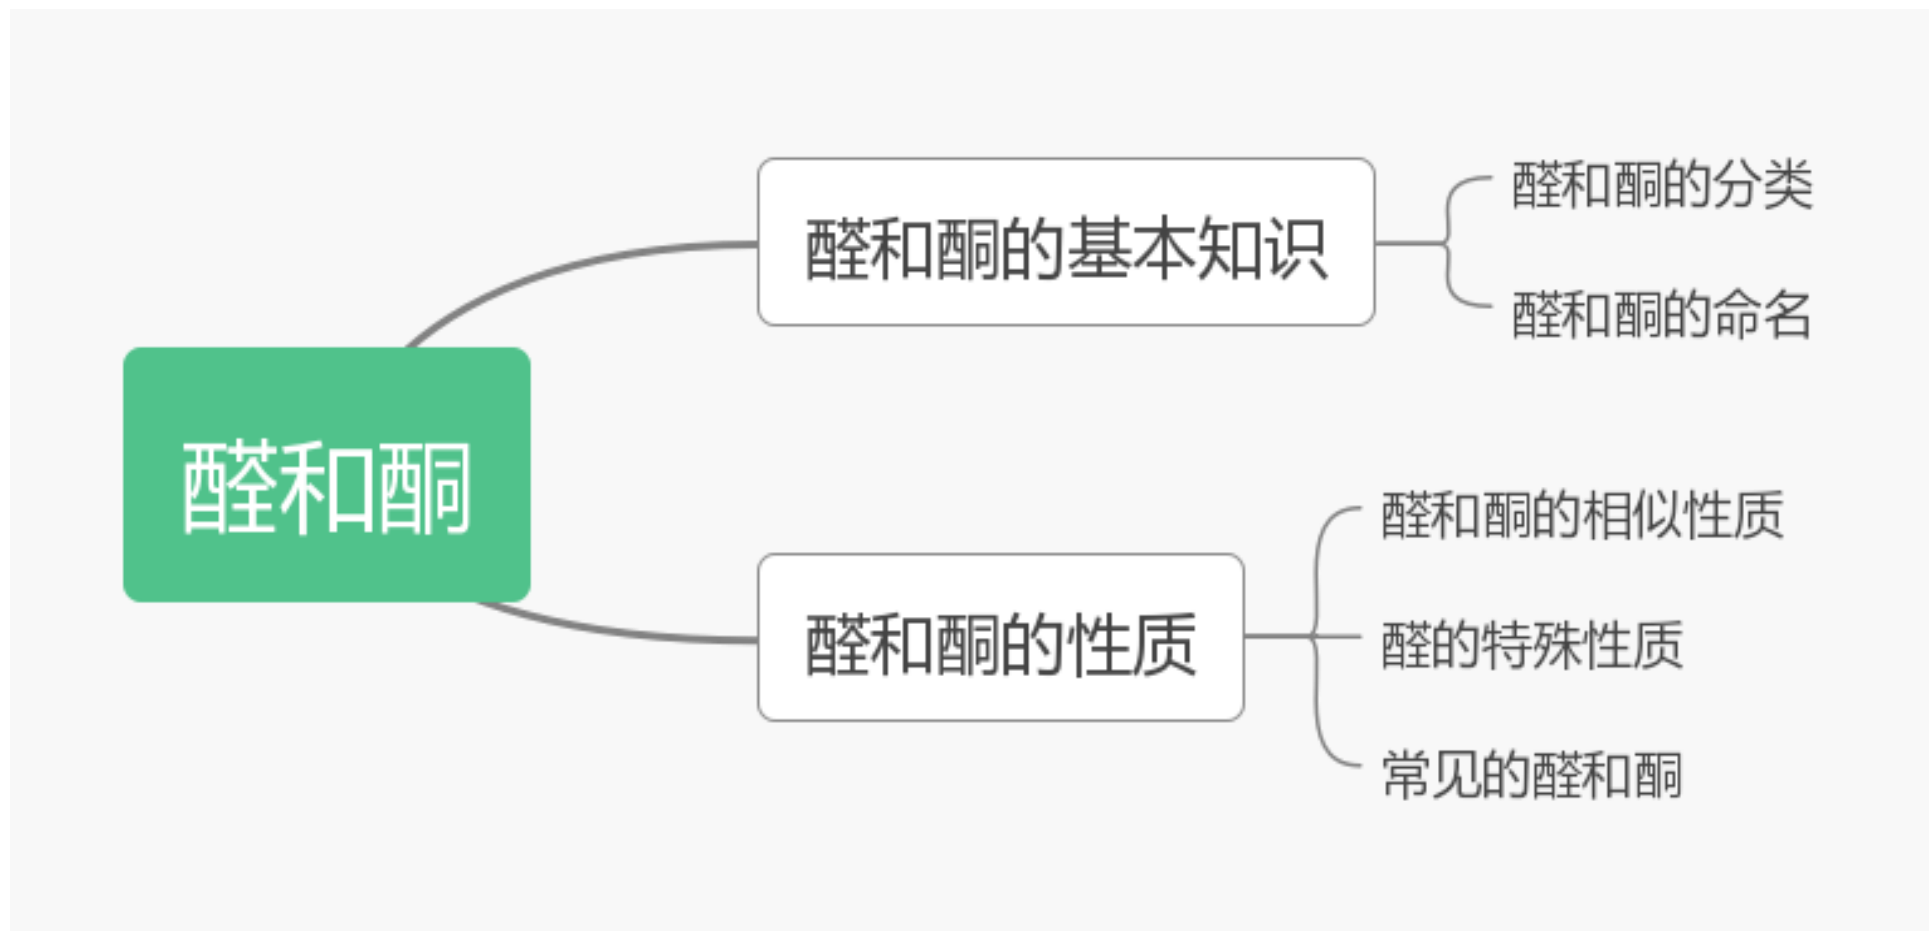 醛和酮
醛和酮的基本知识
醛和酮的分类
醛和酮的命名
醛和酮的性质
醛和酮的相似性质
醛的特殊性质
常见的醛和酮